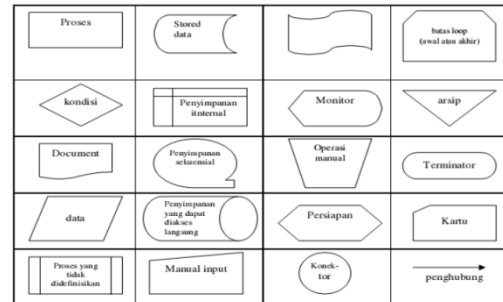 Proses
Stored
data
batas loop
(awal atau akhir)
kondisi
Penyimpanan
itnternal
Monitor
arsip
Document
Penyimpanan
sekuensial
Operasi
manual
Terminator
data
Penyimpanan
yang dapat
diakses
langsung
Persiapan
Kartu
Proses yang
tidak
didefinisikan
Manual input
Konek-
tor
penghubung